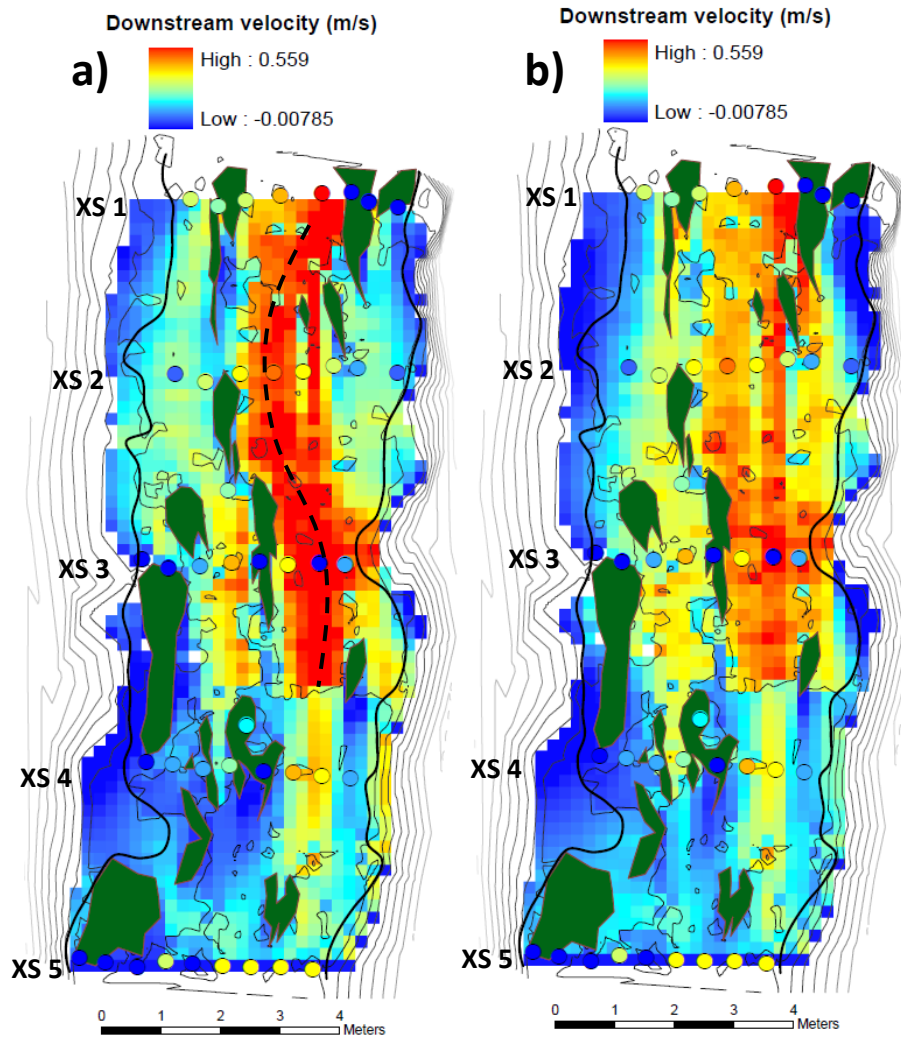 Downstream velocity (m/s)
a)
High : 0.559
Low : -0.00785
XS 1
XS 2
XS 3
XS 4
XS 5
0 1 2 3 4
Meters
Downstream velocity (m/s)
b)
High : 0.559
Low : -0.00785
XS 1
XS 2
XS 3
XS 4
XS 5
0 1 2 3 4
Meters